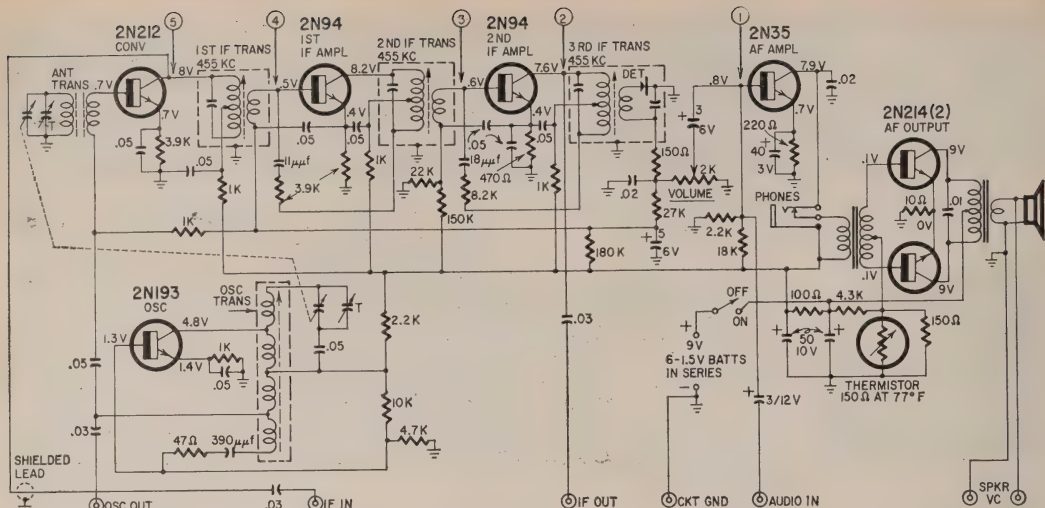 2N212
CONV
5
4
2N94
1ST
IF AMPL
3
2N94
2ND
IF AMPL
2
1
2N35
AF AMPL
ANT
TRANS
.7V
.8V
1ST IF TRANS
455 KC
.5V
8.2V
2ND IF TRANS
455KC
.6V
7.6V
3RD IF TRANS
455KC
DET
.8V
7.9V
.02
T
.7V
.4V
.4V
.7V
3
6V
2N214(2)
AF OUTPUT
.05
3.9K
.05
.05
.05
.05
.05
220Ω
40
3V
11μμf
3.9K
1K
22K
18μμf
8.2K
470Ω
1K
150Ω
2K
VOLUME
.02
.1V
9V
10Ω
0V
.01
PHONES
1K
1K
150K
27K
5
6V
180K
2.2K
18K
.1V
9V
2N193
OSC
OSC
TRANS
T
OFF
ON
100Ω
4.3K
150Ω
1.3V
4.8V
1K
1.4V
.05
.05
2.2K
.03
9V
6-1.5V BATTS
IN SERIES
50
10V
THERMISTOR
150Ω AT 77°F
.05
.03
47Ω
390μμf
10K
4.7K
3/12V
SHIELDED
LEAD
OSC OUT
.03
IF IN
IF OUT
CKT GND
AUDIO IN
SPKR
VC